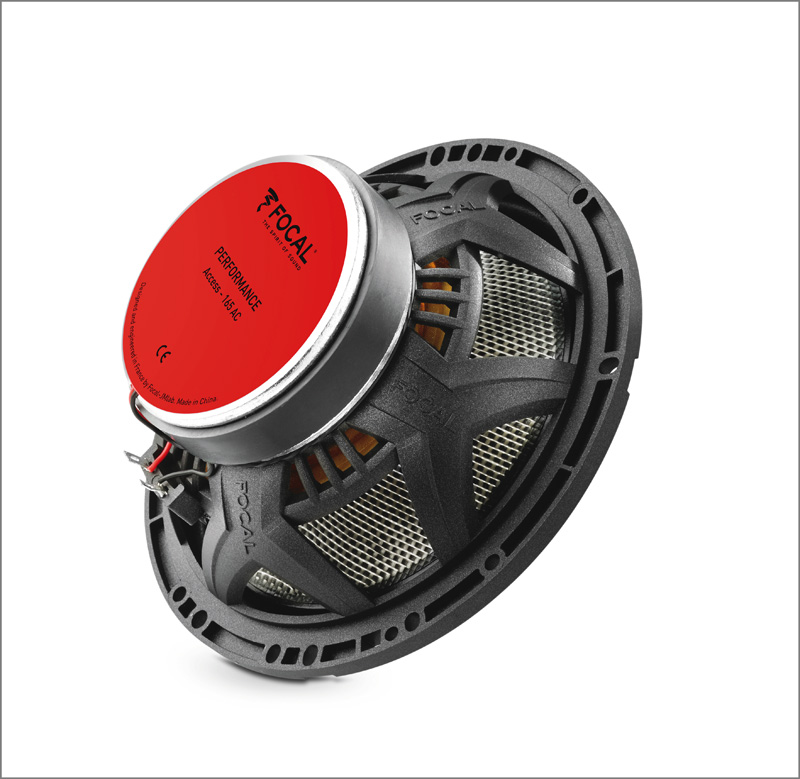 FOCAL®
THE SPIRIT OF SOUND
PERFORMANCE
Access - 165 AC
CE
Designed and engineered in France by Focal-JMlab. Made in China.
FOCAL
FOCAL
FOCAL